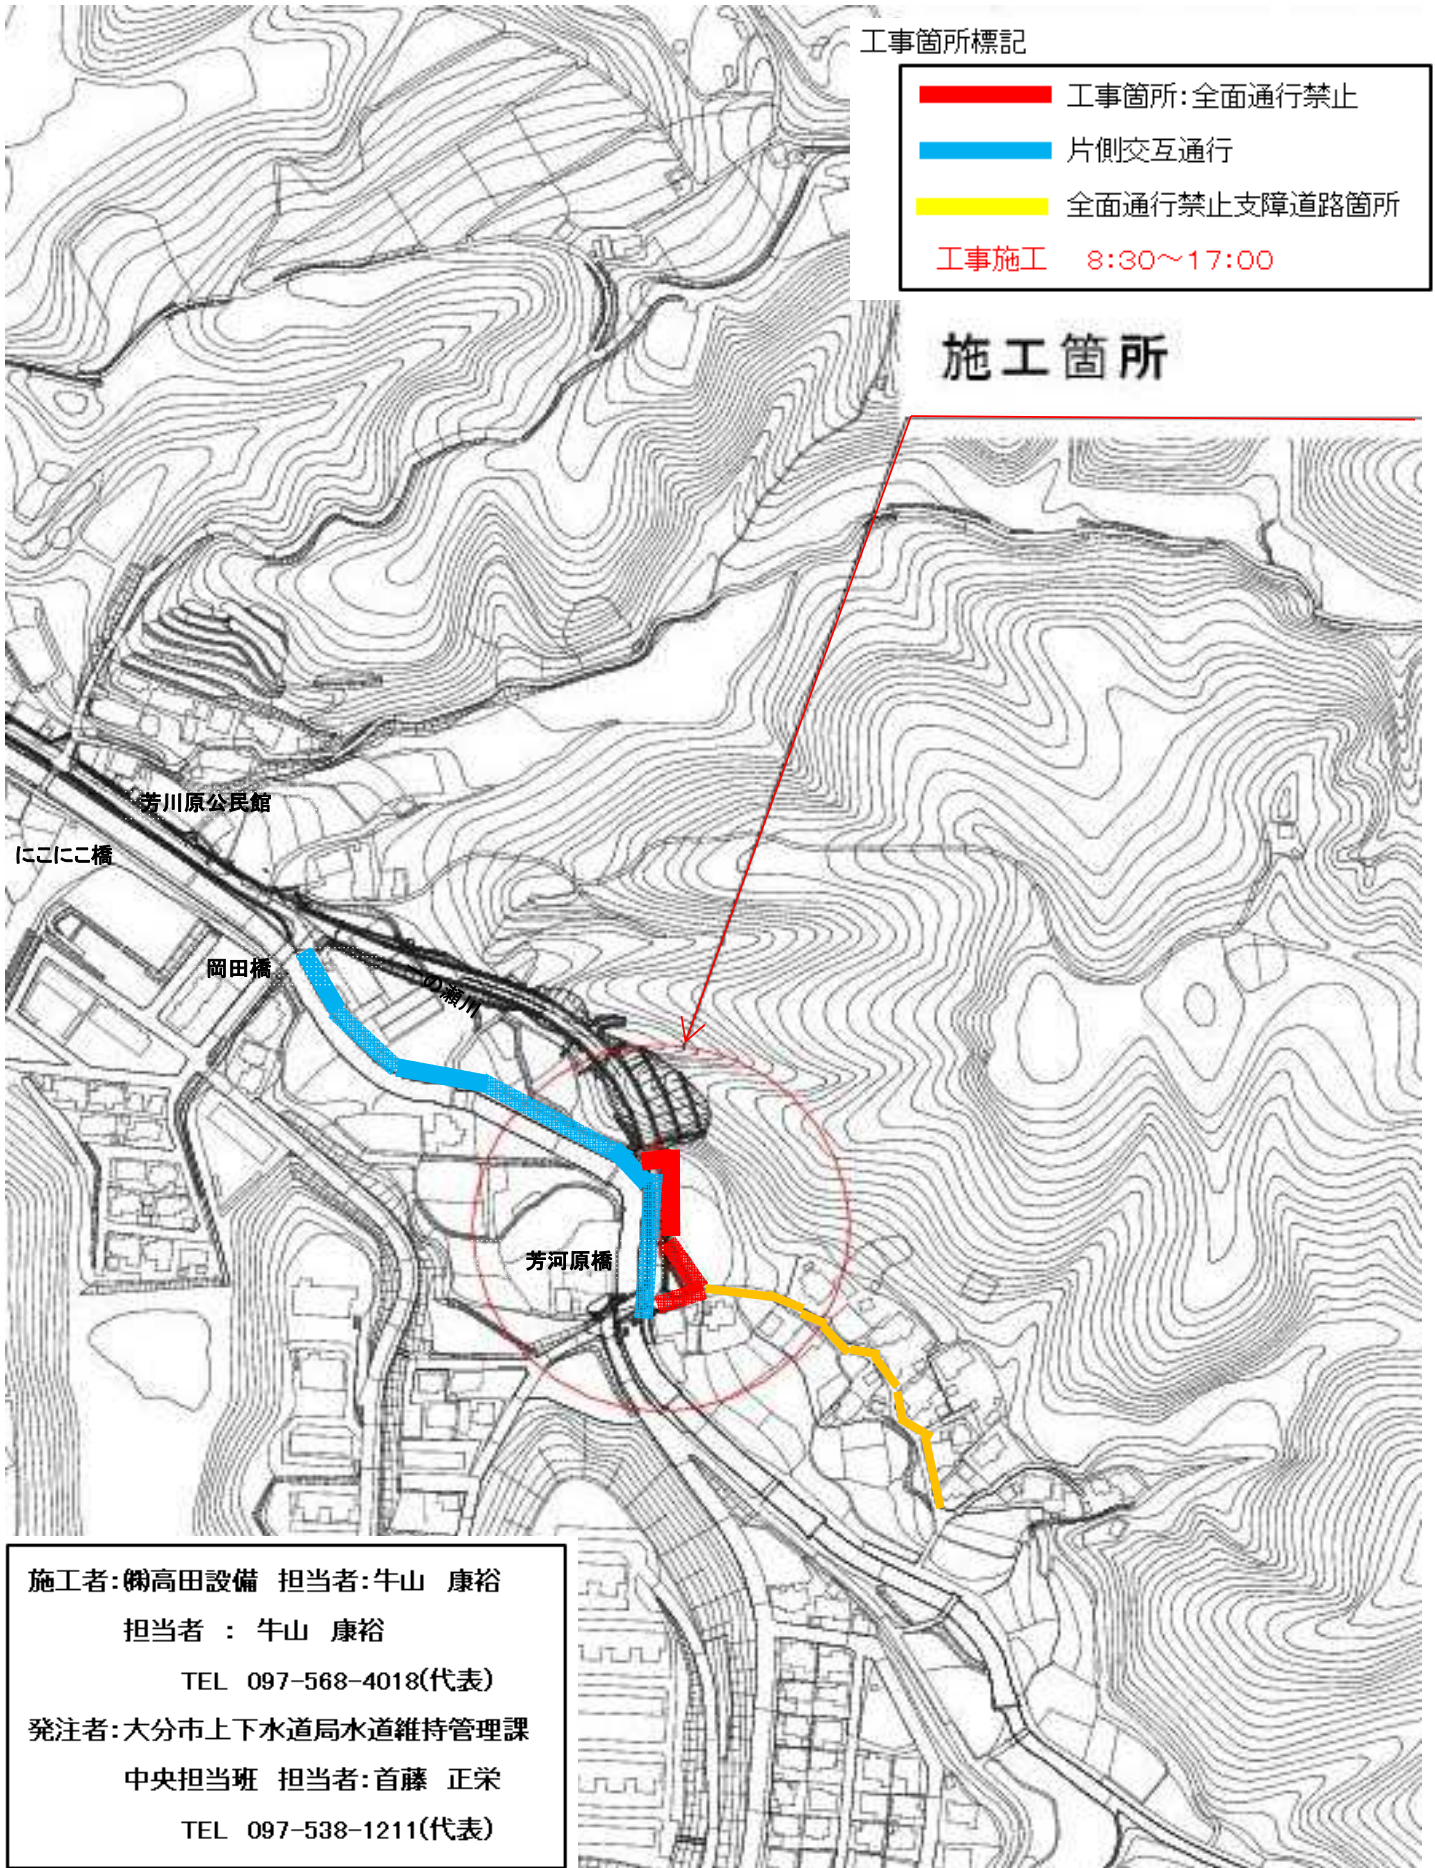 工事箇所標記
工事箇所:全面通行禁止
片側交互通行
全面通行禁止支障道路箇所
工事施工 8:30～17:00
施工箇所
芳川原公民館
にこにこ橋
岡田橋
一の瀬川
芳河原橋
施工者:㈱高田設備 担当者:牛山 康裕
担当者 : 牛山 康裕
TEL 097-568-4018(代表)
発注者:大分市上下水道局水道維持管理課
中央担当班 担当者:首藤 正栄
TEL 097-538-1211(代表)